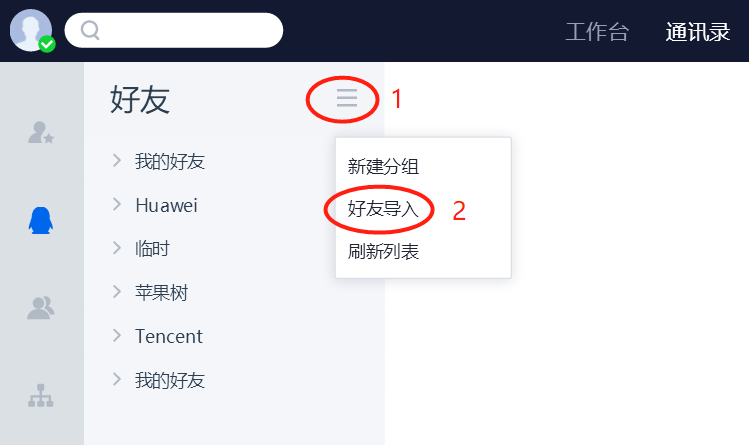 工作台 通讯录
好友 1
我的好友
新建分组
Huawei
好友导入 2
临时
刷新列表
苹果树
Tencent
我的好友